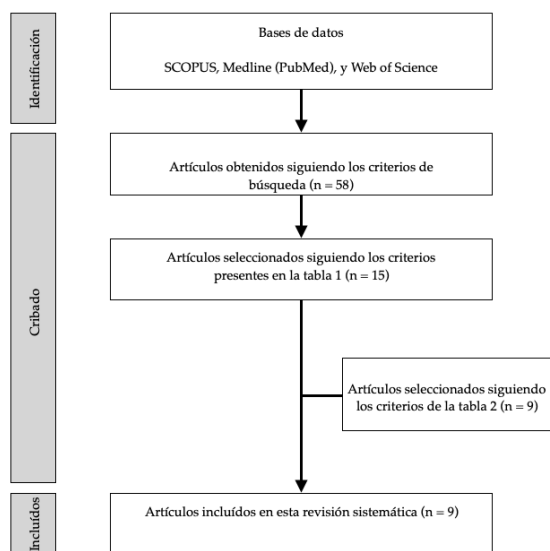 Identificación
Bases de datos
SCOPUS, Medline (PubMed), y Web of Science
Cribado
Artículos obtenidos siguiendo los criterios de
búsqueda (n = 58)
Artículos seleccionados siguiendo los criterios
presentes en la tabla 1 (n = 15)
Artículos seleccionados siguiendo
los criterios de la tabla 2 (n = 9)
Incluídos
Artículos incluídos en esta revisión sistemática (n = 9)